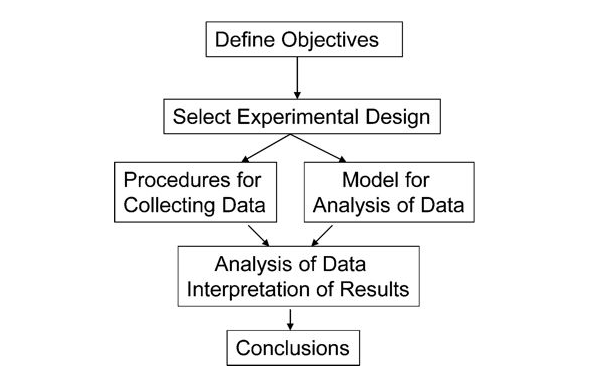 Define Objectives
Select Experimental Design
Procedures for
Collecting Data
Model for
Analysis of Data
Analysis of Data
Interpretation of Results
Conclusions